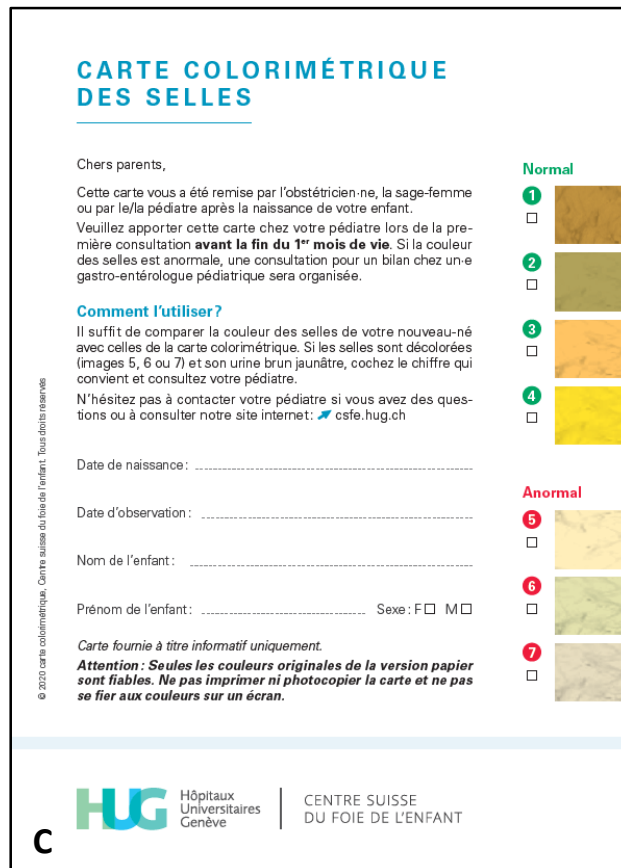 CARTE COLORIMÉTRIQUE
DES SELLES
Chers parents,
Cette carte vous a été remise par l'obstétricien·ne, la sage-femme
ou par le/la pédiatre après la naissance de votre enfant.
Veuillez apporter cette carte chez votre pédiatre lors de la pre-
mière consultation avant la fin du 1er mois de vie. Si la couleur
des selles est anormale, une consultation pour un bilan chez un·e
gastro-entérologue pédiatrique sera organisée.
Comment l'utiliser?
Il suffit de comparer la couleur des selles de votre nouveau-né
avec celles de la carte colorimétrique. Si les selles sont décolorées
(images 5, 6 ou 7) et son urine brun jaunâtre, cochez le chiffre qui
convient et consultez votre pédiatre.
N'hésitez pas à contacter votre pédiatre si vous avez des ques-
tions ou à consulter notre site internet: csfe.hug.ch
Date de naissance:
Date d'observation:
Nom de l'enfant:
Prénom de l'enfant: Sexe: F M
Carte fournie à titre informatif uniquement.
Attention: Seules les couleurs originales de la version papier
sont fiables. Ne pas imprimer ni photocopier la carte et ne pas
se fier aux couleurs sur un écran.
Normal
1
2
3
4
Anormal
5
6
7
© 2020 carte colorimétrique, Centre suisse du foie de l'enfant. Tous droits réservés
HUG
Hôpitaux
Universitaires
Genève
CENTRE SUISSE
DU FOIE DE L'ENFANT
C